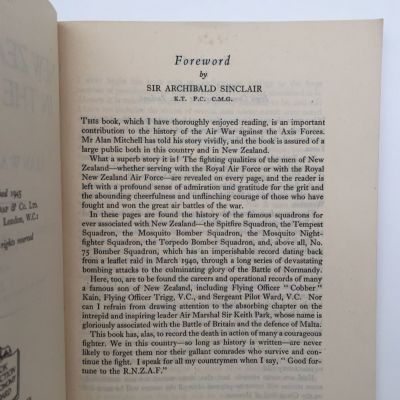 NEW ZEA
IN THE
1945
& Co. Ltd.
London, W.C.1
rights reserved
Foreword
by
SIR ARCHIBALD SINCLAIR
K.T. P.C. C.M.G.
THIS book, which I have thoroughly enjoyed reading, is an important
contribution to the history of the Air War against the Axis Forces.
Mr Alan Mitchell has told his story vividly, and the book is assured of a
large public both in this country and in New Zealand.
What a superb story it is! The fighting qualities of the men of New
Zealand—whether serving with the Royal Air Force or with the Royal
New Zealand Air Force—are revealed on every page, and the reader is
left with a profound sense of admiration and gratitude for the grit and
the abounding cheerfulness and unflinching courage of those who have
fought and won the great air battles of the war.
In these pages are found the history of the famous squadrons for
ever associated with New Zealand—the Spitfire Squadron, the Tempest
Squadron, the Mosquito Bomber Squadron, the Mosquito Night-
fighter Squadron, the Torpedo Bomber Squadron, and, above all, No.
75 Bomber Squadron, which has an imperishable record dating back
from a leaflet raid in March 1940, through a long series of devastating
bombing attacks to the culminating glory of the Battle of Normandy.
Here, too, are to be found the careers and operational records of many
a famous son of New Zealand, including Flying Officer "Cobber"
Kain, Flying Officer Trigg, V.C., and Sergeant Pilot Ward, V.C. Nor
can I refrain from drawing attention to the absorbing chapter on the
intrepid and inspiring leader Air Marshal Sir Keith Park, whose name is
gloriously associated with the Battle of Britain and the defence of Malta.
This book has, alas, to record the death in action of many a courageous
fighter. We in this country—so long as history is written—are never
likely to forget them nor their gallant comrades who survive and con-
tinue the fight. I speak for all my countrymen when I say, "Good for-
tune to the R.N.Z.A.F."